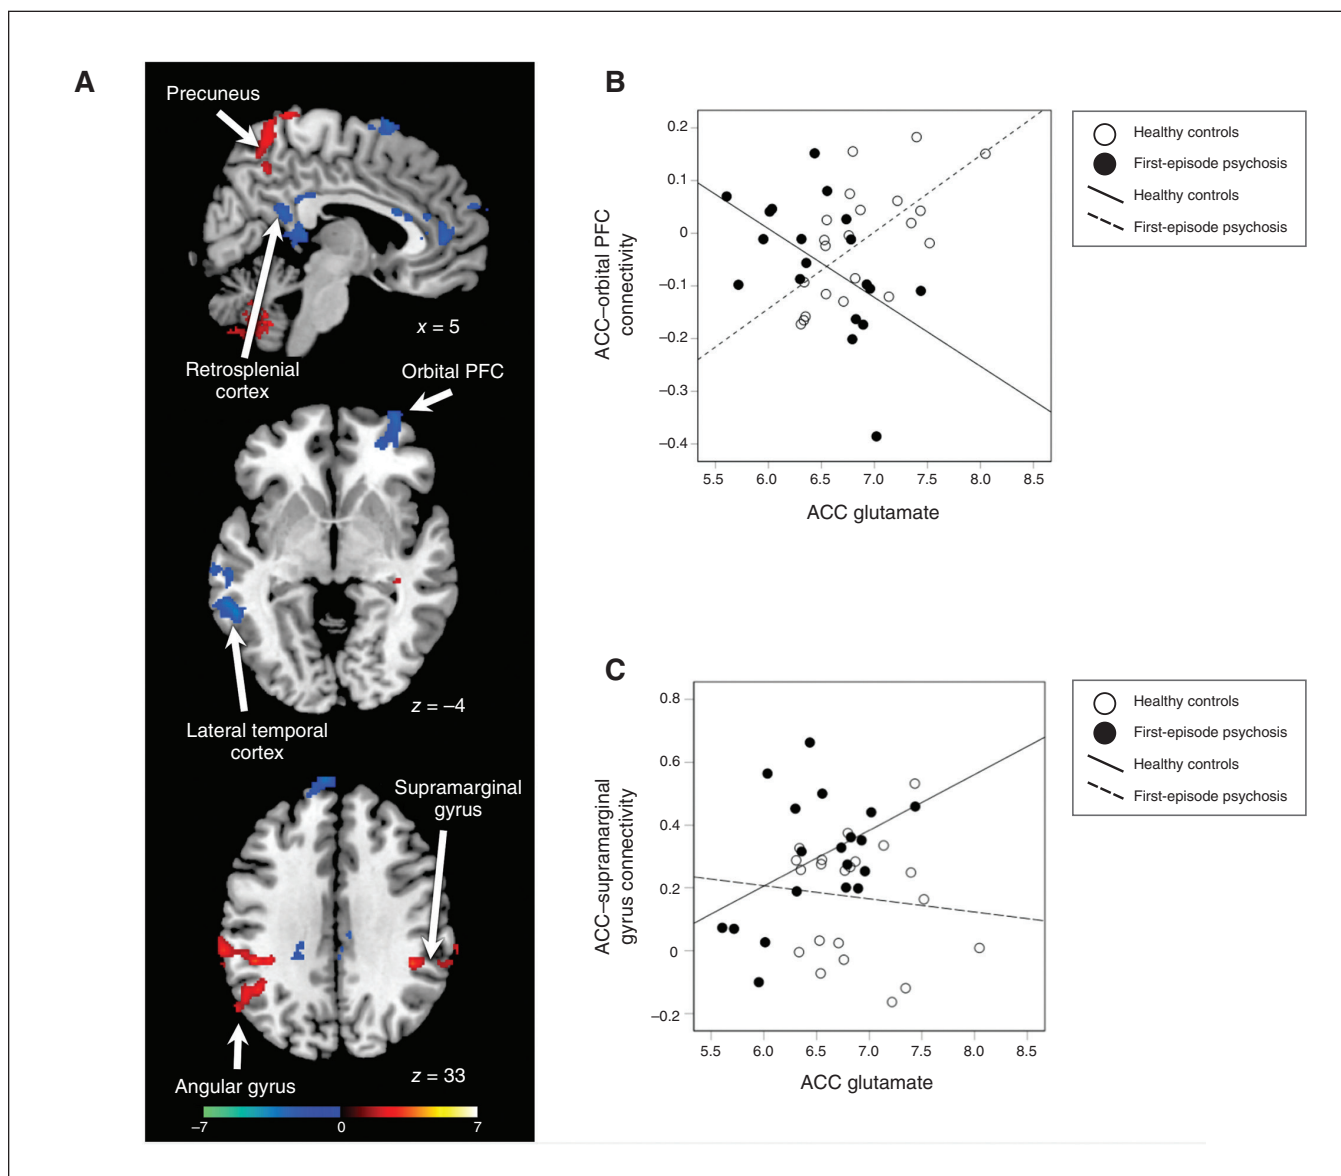 A
Precuneus
x = 5
Retrosplenial
cortex
Orbital PFC
z = –4
Lateral temporal
cortex
Supramarginal
gyrus
z = 33
Angular gyrus
–7
0
7
B
ACC–orbital PFC
connectivity
0.2
0.1
0
–0.1
–0.2
–0.3
–0.4
5.5 6.0 6.5 7.0 7.5 8.0 8.5
ACC glutamate
Healthy controls
First-episode psychosis
Healthy controls
First-episode psychosis
C
ACC–supramarginal
gyrus connectivity
0.8
0.6
0.4
0.2
0
–0.2
5.5 6.0 6.5 7.0 7.5 8.0 8.5
ACC glutamate
Healthy controls
First-episode psychosis
Healthy controls
First-episode psychosis